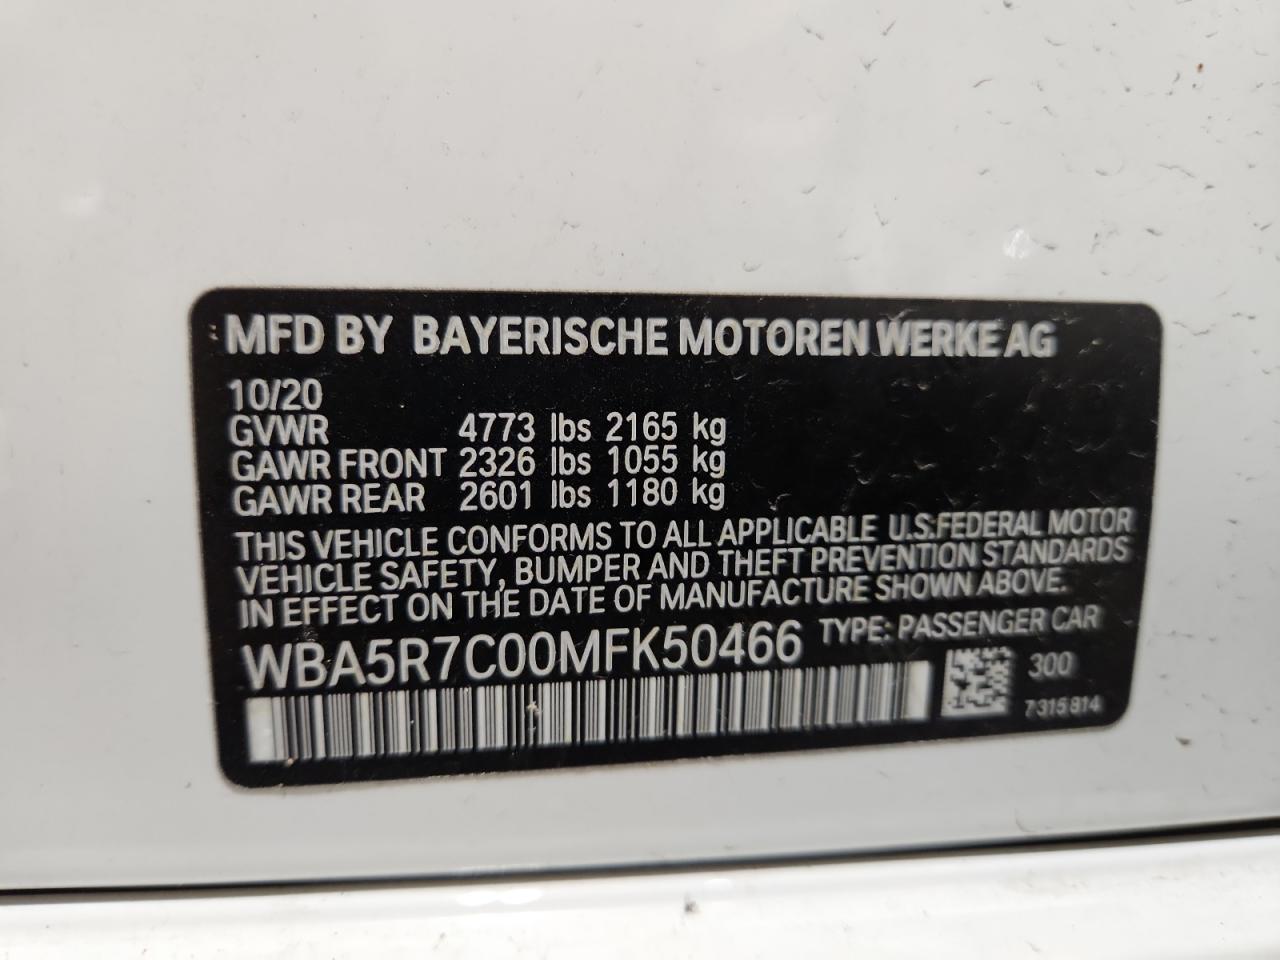 MFD BY BAYERISCHE MOTOREN WERKE AG
10/20
GVWR 4773 lbs 2165 kg
GAWR FRONT 2326 lbs 1055 kg
GAWR REAR 2601 lbs 1180 kg
THIS VEHICLE CONFORMS TO ALL APPLICABLE U.S.FEDERAL MOTOR
VEHICLE SAFETY, BUMPER AND THEFT PREVENTION STANDARDS
IN EFFECT ON THE DATE OF MANUFACTURE SHOWN ABOVE.
WBA5R7C00MFK50466 TYPE: PASSENGER CAR
300
7315814